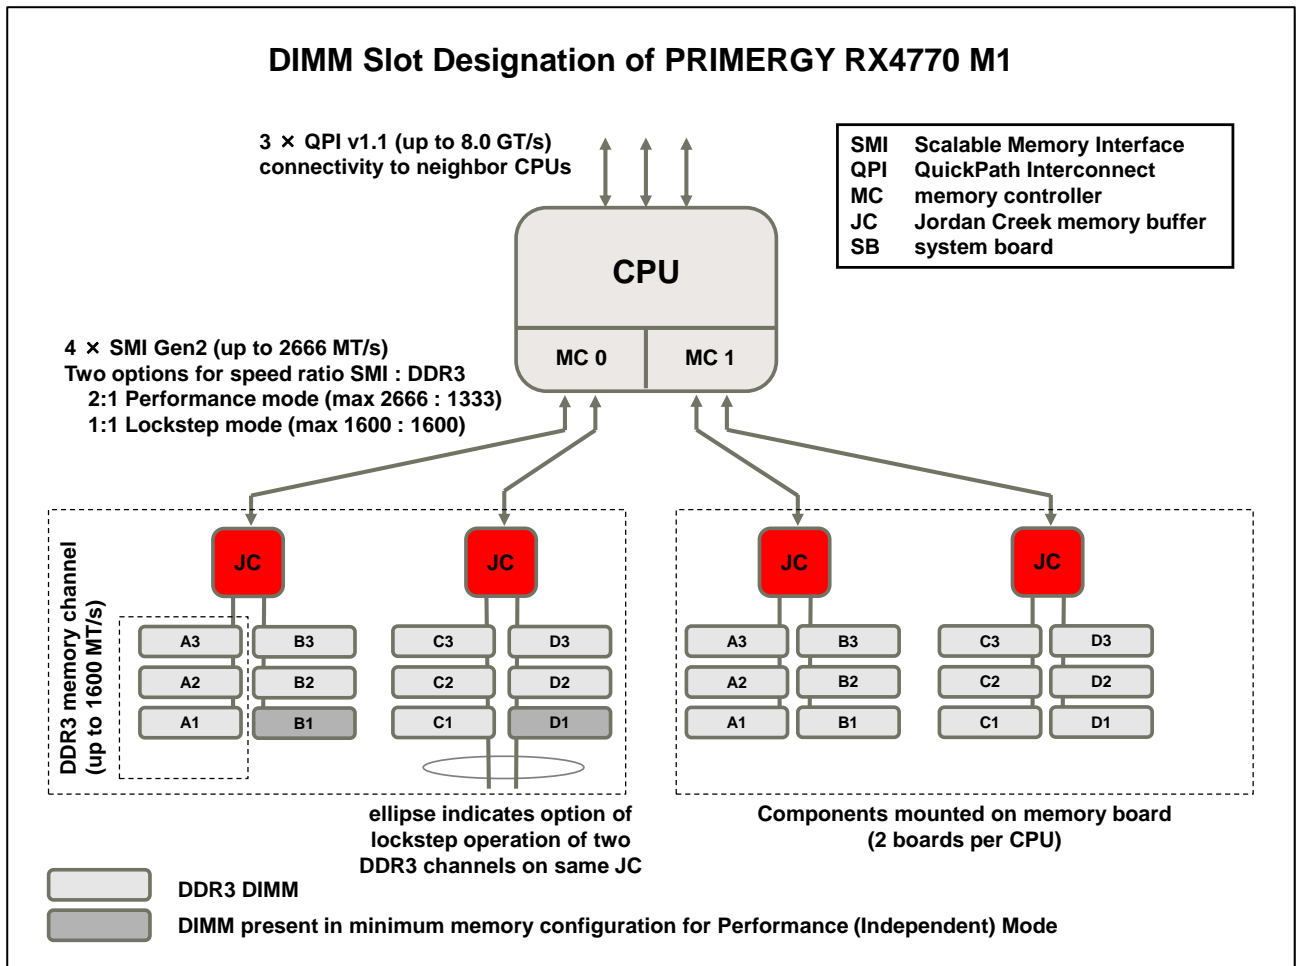 DIMM Slot Designation of PRIMERGY RX4770 M1
3 × QPI v1.1 (up to 8.0 GT/s)
connectivity to neighbor CPUs
SMI Scalable Memory Interface
QPI QuickPath Interconnect
MC memory controller
JC Jordan Creek memory buffer
SB system board
CPU
MC 0 MC 1
4 × SMI Gen2 (up to 2666 MT/s)
Two options for speed ratio SMI : DDR3
2:1 Performance mode (max 2666 : 1333)
1:1 Lockstep mode (max 1600 : 1600)
DDR3 memory channel
(up to 1600 MT/s)
JC JC JC JC
A3 B3 C3 D3 A3 B3 C3 D3
A2 B2 C2 D2 A2 B2 C2 D2
A1 B1 C1 D1 A1 B1 C1 D1
ellipse indicates option of
lockstep operation of two
DDR3 channels on same JC
Components mounted on memory board
(2 boards per CPU)
DDR3 DIMM
DIMM present in minimum memory configuration for Performance (Independent) Mode